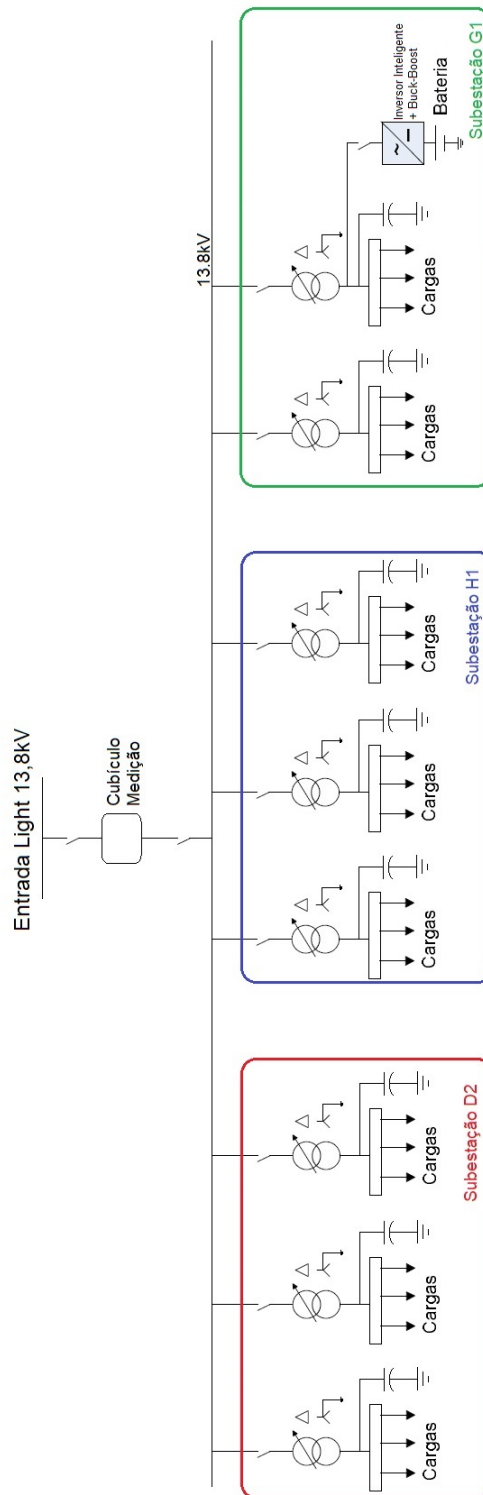 Entrada Light 13,8kV
Cubículo
Medição
13.8kV
Cargas
Cargas
Cargas
Subestação D2
Cargas
Cargas
Cargas
Subestação H1
Cargas
Cargas
Inversor Inteligente
+ Buck-Boost
Bateria
Subestação G1